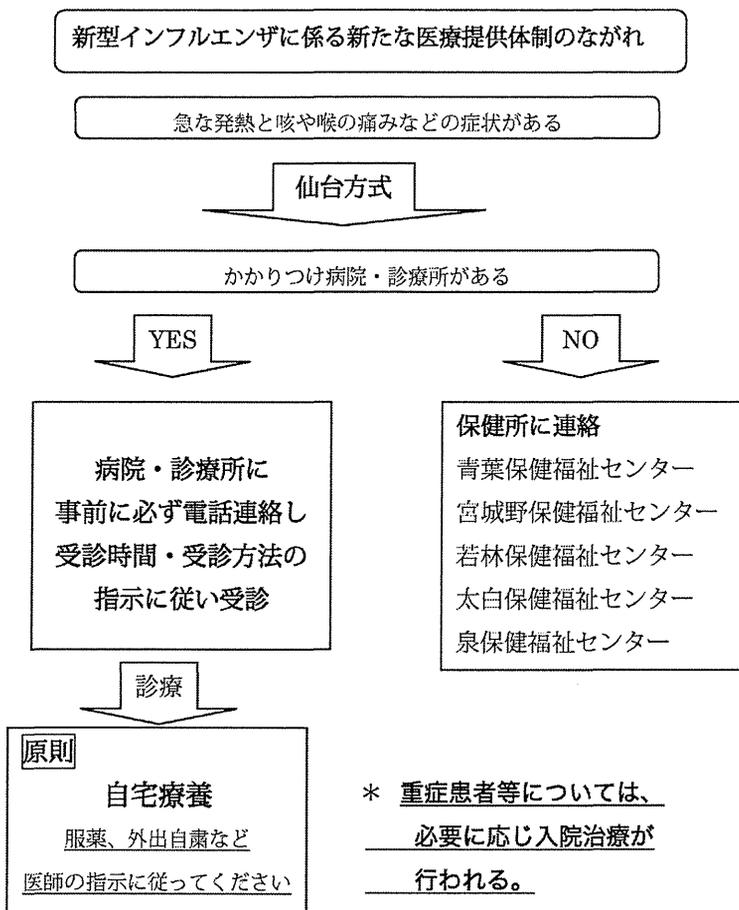 新型インフルエンザに係る新たな医療提供体制のながれ
急な発熱と咳や喉の痛みなどの症状がある
仙台方式
かかりつけ病院・診療所がある
YES
NO
病院・診療所に
事前に必ず電話連絡し
受診時間・受診方法の
指示に従い受診
保健所に連絡
青葉保健福祉センター
宮城野保健福祉センター
若林保健福祉センター
太白保健福祉センター
泉保健福祉センター
診療
原則
自宅療養
服薬、外出自粛など
医師の指示に従ってください
＊ 重症患者等については、
必要に応じ入院治療が
行われる。